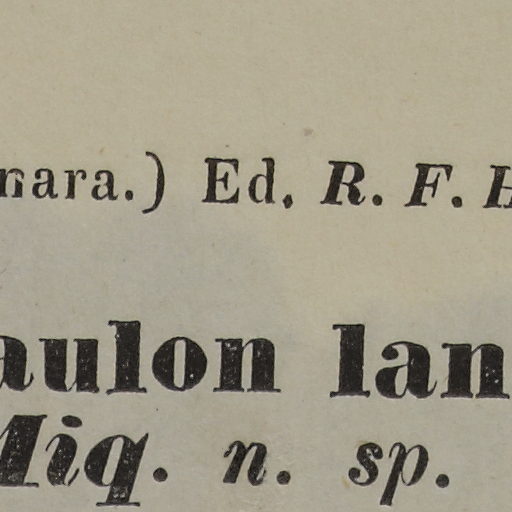 nara.) Ed. R. F. H
aulon lan
Miq. n. sp.